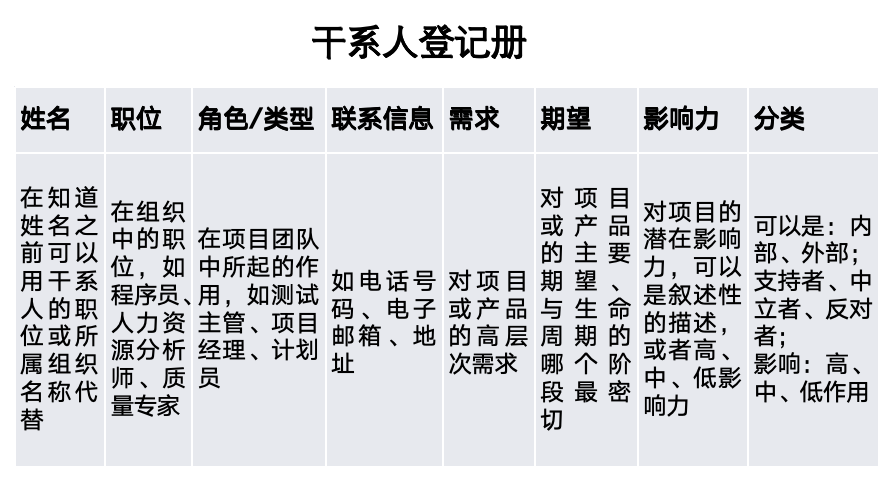 干系人登记册
姓名
职位
角色/类型
联系信息
需求
期望
影响力
分类
在知道
姓名之
前可以
用干系
人的职
位或所
属组织
名称代
替
在组织
中的职
位，如
程序员、
人力资
源分析
师、质
量专家
在项目团队
中所起的作
用，如测试
主管、项目
经理、计划
员
如电话号
码、电子
邮箱、地
址
对项目
或产品
的高层
次需求
对项目
或产品
的主要
期望、
与生命
周期的
哪个阶
段最密
切
对项目的
潜在影响
力，可以
是叙述性
的描述，
或者高、
中、低影
响力
可以是：内
部、外部；
支持者、中
立者、反对
者；
影响：高、
中、低作用